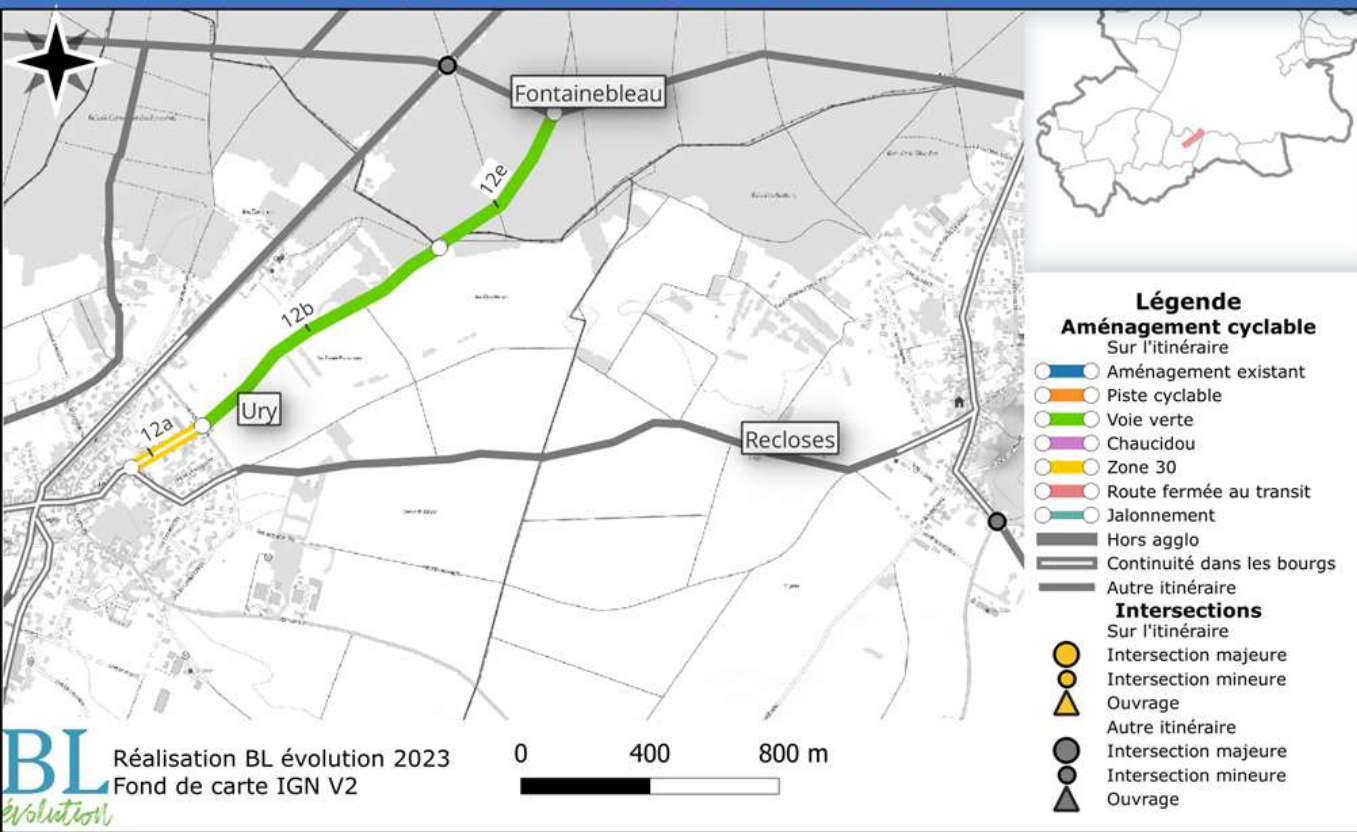 Fontainebleau
12e
12b
12a
Ury
Recloses
BL
évolution
Réalisation BL évolution 2023
Fond de carte IGN V2
0 400 800 m
Légende
Aménagement cyclable
Sur l'itinéraire
Aménagement existant
Piste cyclable
Voie verte
Chaucidou
Zone 30
Route fermée au transit
Jalonnement
Hors agglo
Continuité dans les bourgs
Autre itinéraire
Intersections
Sur l'itinéraire
Intersection majeure
Intersection mineure
Ouvrage
Autre itinéraire
Intersection majeure
Intersection mineure
Ouvrage